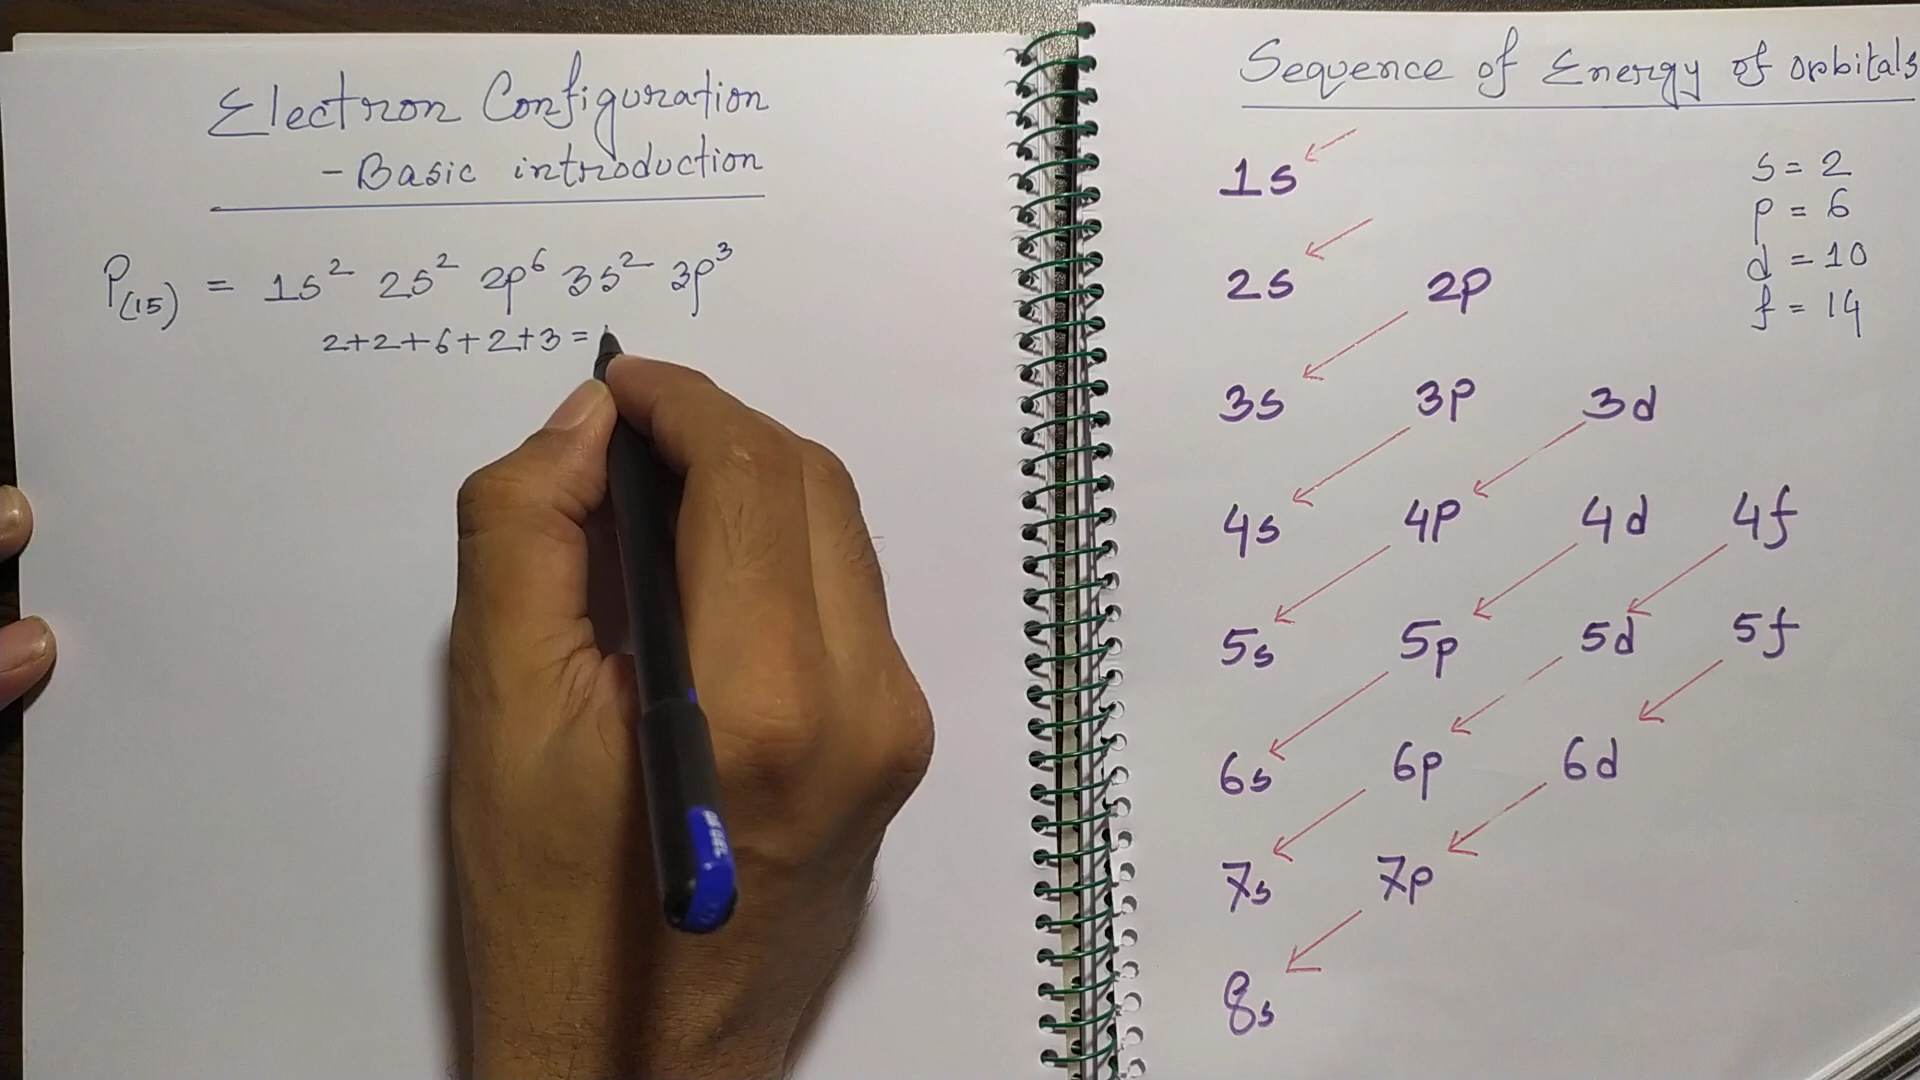 Electron Configuration
- Basic introduction
P(15) = 1s² 2s² 2p⁶ 3s² 3p³
2+2+6+2+3 =
Sequence of Energy of orbitals
1s
2s 2p
3s 3p 3d
4s 4p 4d 4f
5s 5p 5d 5f
6s 6p 6d
7s 7p
8s
s = 2
p = 6
d = 10
f = 14